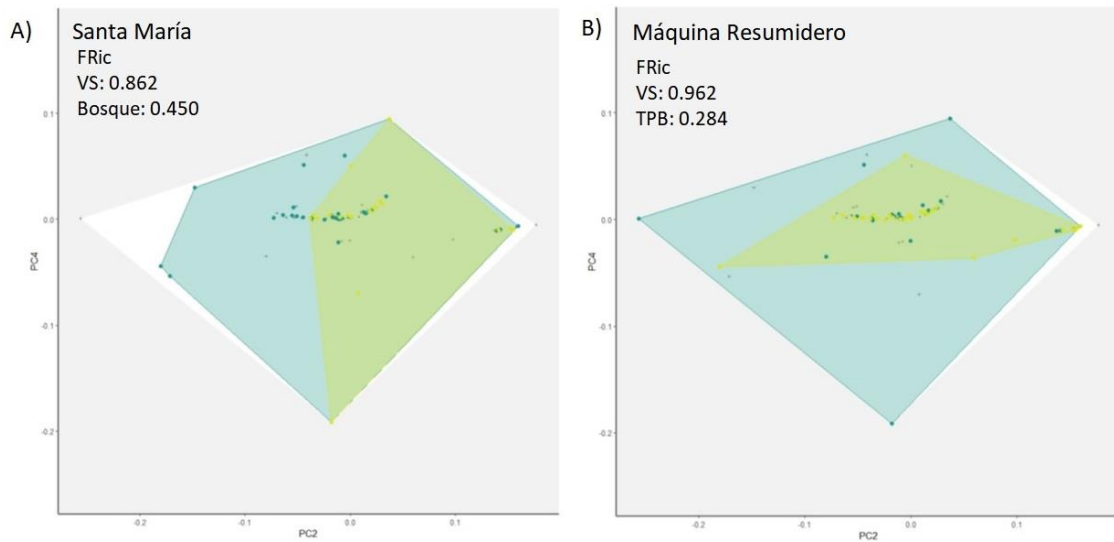 A)
Santa María
FRic
VS: 0.862
Bosque: 0.450
0.1
0.0
-0.1
-0.2
PC4
-0.2
-0.1
0.0
0.1
PC2
B)
Máquina Resumidero
FRic
VS: 0.962
TPB: 0.284
0.1
0.0
-0.1
-0.2
PC4
-0.2
-0.1
0.0
0.1
PC2